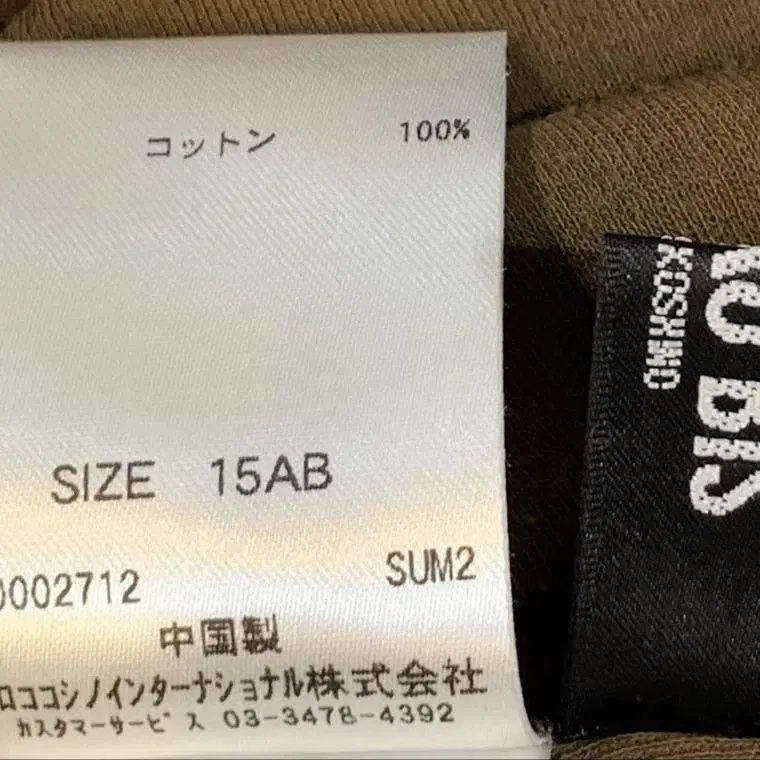 コットン 100%
SIZE 15AB
0002712 SUM2
中国製
ロココシノインターナショナル株式会社
カスタマーサービス 03-3478-4392
KOSHINO
BIS